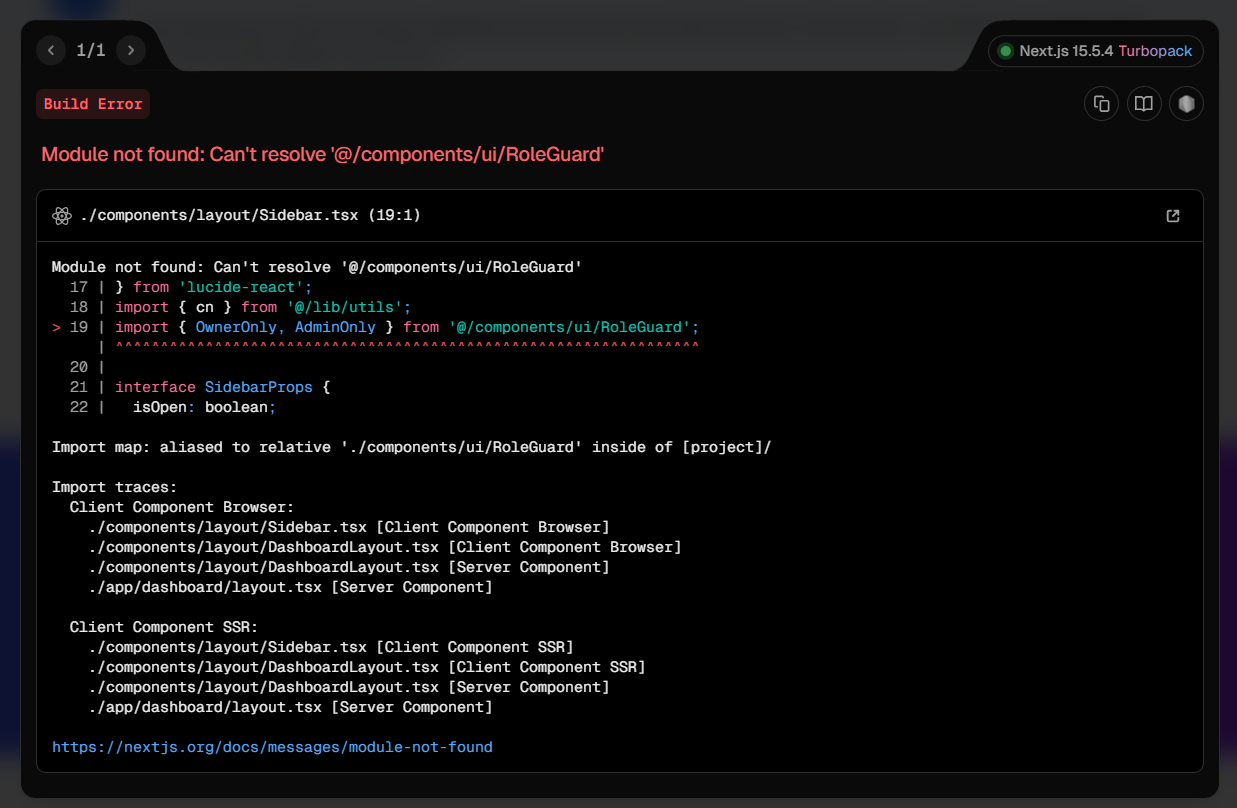 1/1
Next.js 15.5.4 Turbopack
Build Error
Module not found: Can't resolve '@/components/ui/RoleGuard'
./components/layout/Sidebar.tsx (19:1)
Module not found: Can't resolve '@/components/ui/RoleGuard'
  17 | } from 'lucide-react';
  18 | import { cn } from '@/lib/utils';
> 19 | import { OwnerOnly, AdminOnly } from '@/components/ui/RoleGuard';
     | ^^^^^^^^^^^^^^^^^^^^^^^^^^^^^^^^^^^^^^^^^^^^^^^^^^^^^^^^^^^^^^^^^
  20 |
  21 | interface SidebarProps {
  22 |   isOpen: boolean;
Import map: aliased to relative './components/ui/RoleGuard' inside of [project]/
Import traces:
  Client Component Browser:
    ./components/layout/Sidebar.tsx [Client Component Browser]
    ./components/layout/DashboardLayout.tsx [Client Component Browser]
    ./components/layout/DashboardLayout.tsx [Server Component]
    ./app/dashboard/layout.tsx [Server Component]
  Client Component SSR:
    ./components/layout/Sidebar.tsx [Client Component SSR]
    ./components/layout/DashboardLayout.tsx [Client Component SSR]
    ./components/layout/DashboardLayout.tsx [Server Component]
    ./app/dashboard/layout.tsx [Server Component]
https://nextjs.org/docs/messages/module-not-found